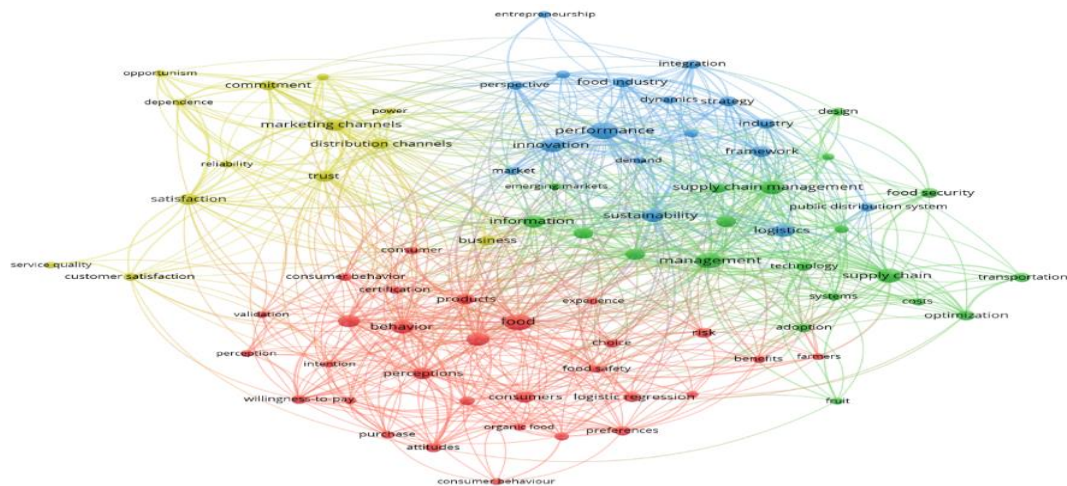 entrepreneurship
opportunism
commitment
perspective
food industry
integration
dependence
power
dynamics
strategy
design
marketing channels
performance
industry
distribution channels
innovation
framework
reliability
trust
market
demand
emerging markets
supply chain management
food security
satisfaction
public distribution system
information
sustainability
logistics
business
consumer
service quality
customer satisfaction
consumer behavior
certification
management
technology
supply chain
transportation
products
experience
systems
costs
optimization
validation
behavior
food
risk
adoption
choice
perception
intention
perceptions
food safety
benefits
farmers
willingness-to-pay
consumers
logistic regression
fruit
purchase
attitudes
organic food
preferences
consumer behaviour